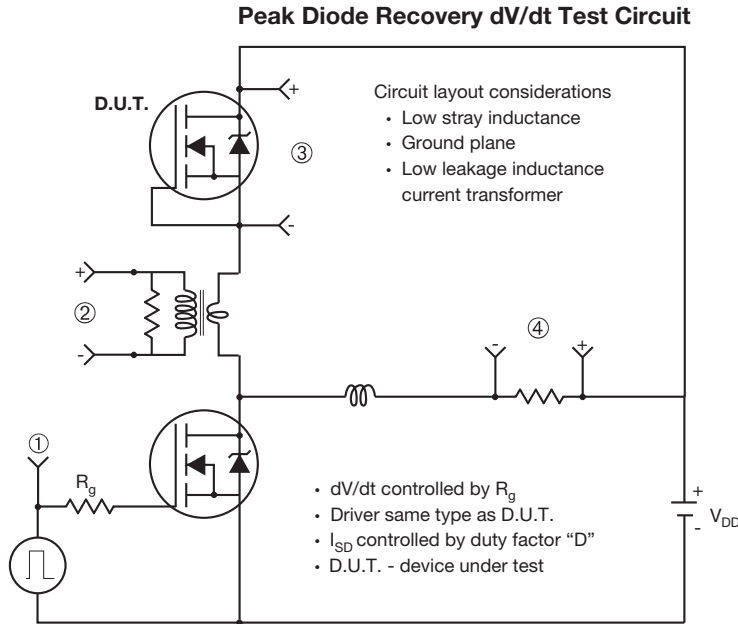 Peak Diode Recovery dV/dt Test Circuit
D.U.T.
+
-
③
Circuit layout considerations
• Low stray inductance
• Ground plane
• Low leakage inductance
current transformer
+
②
-
④
-
+
①
Rg
• dV/dt controlled by Rg
• Driver same type as D.U.T.
• ISD controlled by duty factor “D”
• D.U.T. - device under test
+
VDD
-